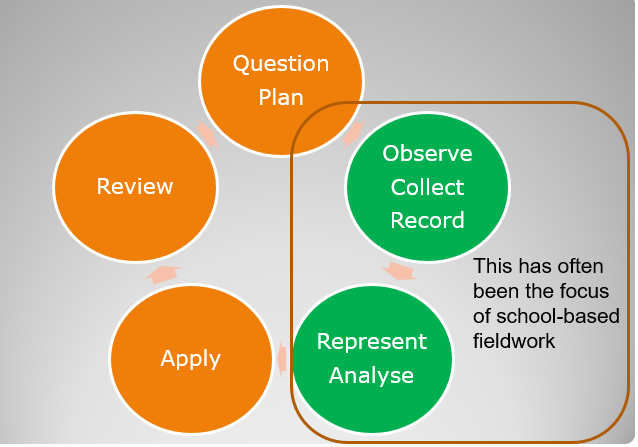 Question
Plan
Observe
Collect
Record
This has often
been the focus
of school-based
fieldwork
Represent
Analyse
Apply
Review